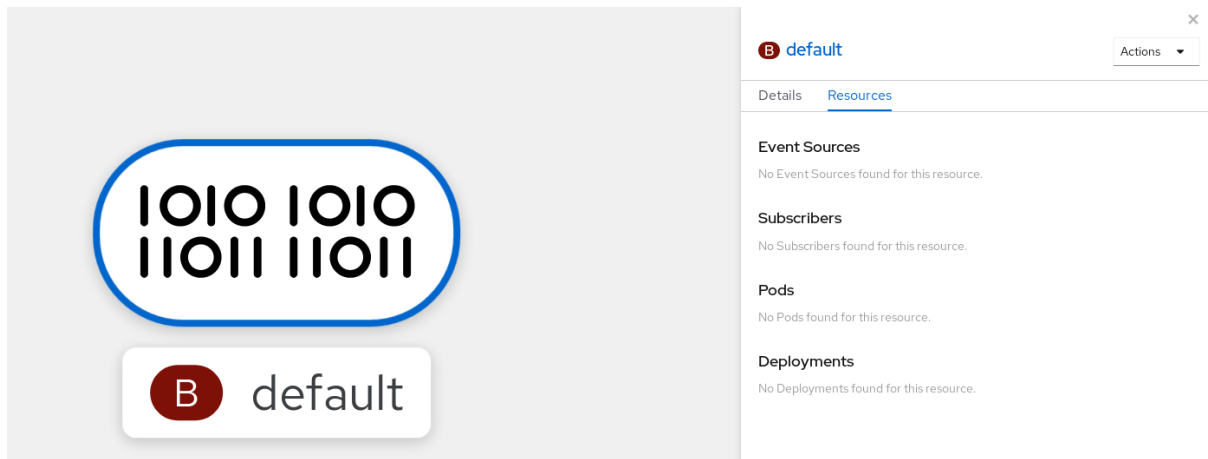 1010 1010
11011 11011
B default
×
B default
Actions
Details Resources
Event Sources
No Event Sources found for this resource.
Subscribers
No Subscribers found for this resource.
Pods
No Pods found for this resource.
Deployments
No Deployments found for this resource.